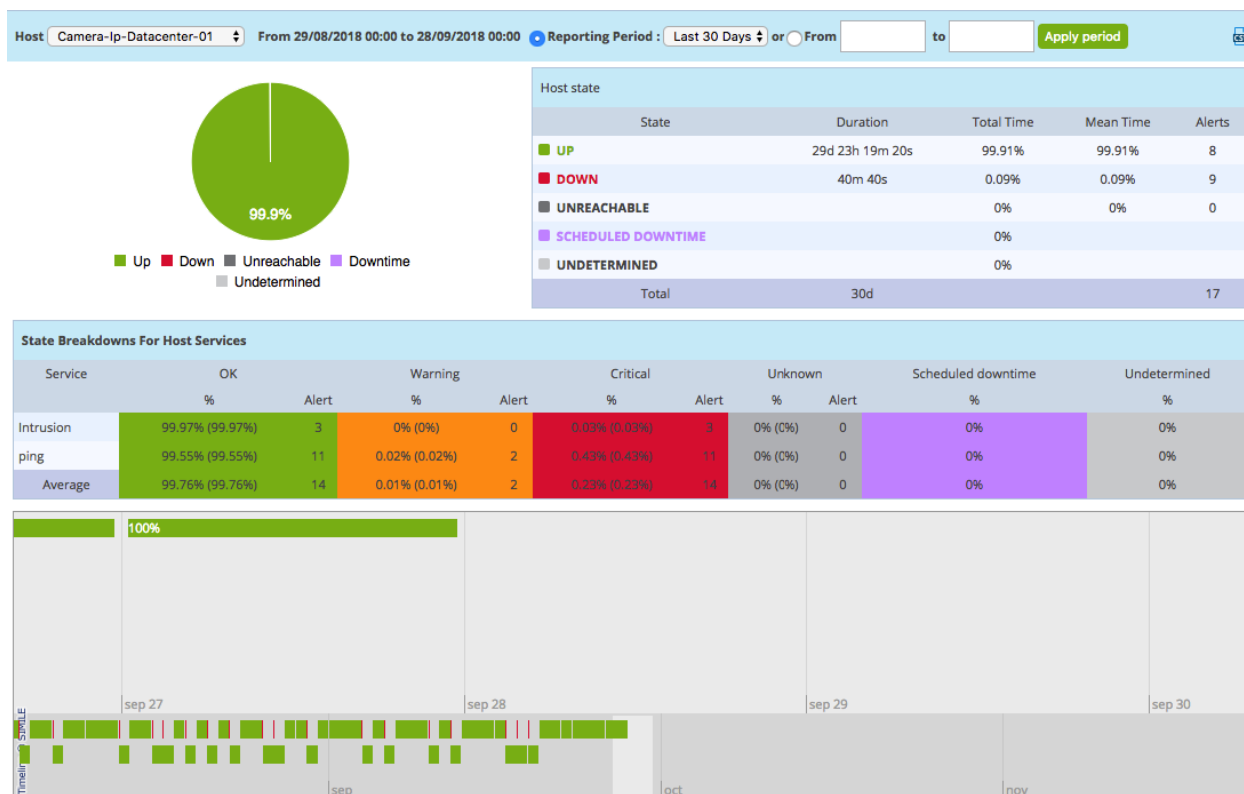 Host Camera-Ip-Datacenter-01 From 29/08/2018 00:00 to 28/09/2018 00:00 Reporting Period : Last 30 Days or From to Apply period
99.9%
Up Down Unreachable Downtime
Undetermined
Host state
State Duration Total Time Mean Time Alerts
UP 29d 23h 19m 20s 99.91% 99.91% 8
DOWN 40m 40s 0.09% 0.09% 9
UNREACHABLE 0% 0% 0
SCHEDULED DOWNTIME 0%
UNDETERMINED 0%
Total 30d 17
State Breakdowns For Host Services
Service OK Warning Critical Unknown Scheduled downtime Undetermined
% Alert % Alert % Alert % Alert % %
Intrusion 99.97% (99.97%) 3 0% (0%) 0 0.03% (0.03%) 3 0% (0%) 0 0% 0%
ping 99.55% (99.55%) 11 0.02% (0.02%) 2 0.43% (0.43%) 11 0% (0%) 0 0% 0%
Average 99.76% (99.76%) 14 0.01% (0.01%) 2 0.23% (0.23%) 14 0% (0%) 0 0% 0%
100%
sep 27 sep 28 sep 29 sep 30
SIMILE
sep oct nov